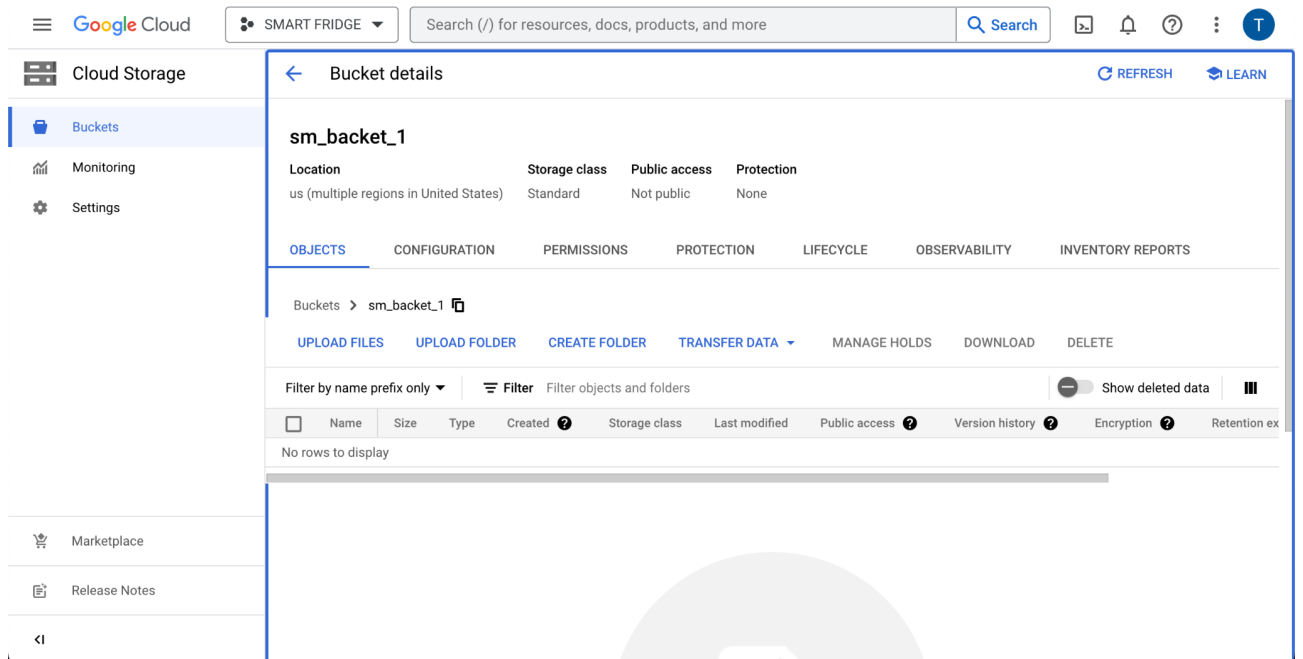 Google Cloud SMART FRIDGE Search (/) for resources, docs, products, and more Search T
Cloud Storage
Buckets
Monitoring
Settings
Marketplace
Release Notes
Bucket details REFRESH LEARN
sm_backet_1
Location Storage class Public access Protection
us (multiple regions in United States) Standard Not public None
OBJECTS CONFIGURATION PERMISSIONS PROTECTION LIFECYCLE OBSERVABILITY INVENTORY REPORTS
Buckets > sm_backet_1
UPLOAD FILES UPLOAD FOLDER CREATE FOLDER TRANSFER DATA MANAGE HOLDS DOWNLOAD DELETE
Filter by name prefix only Filter Filter objects and folders Show deleted data
Name Size Type Created Storage class Last modified Public access Version history Encryption Retention ex
No rows to display